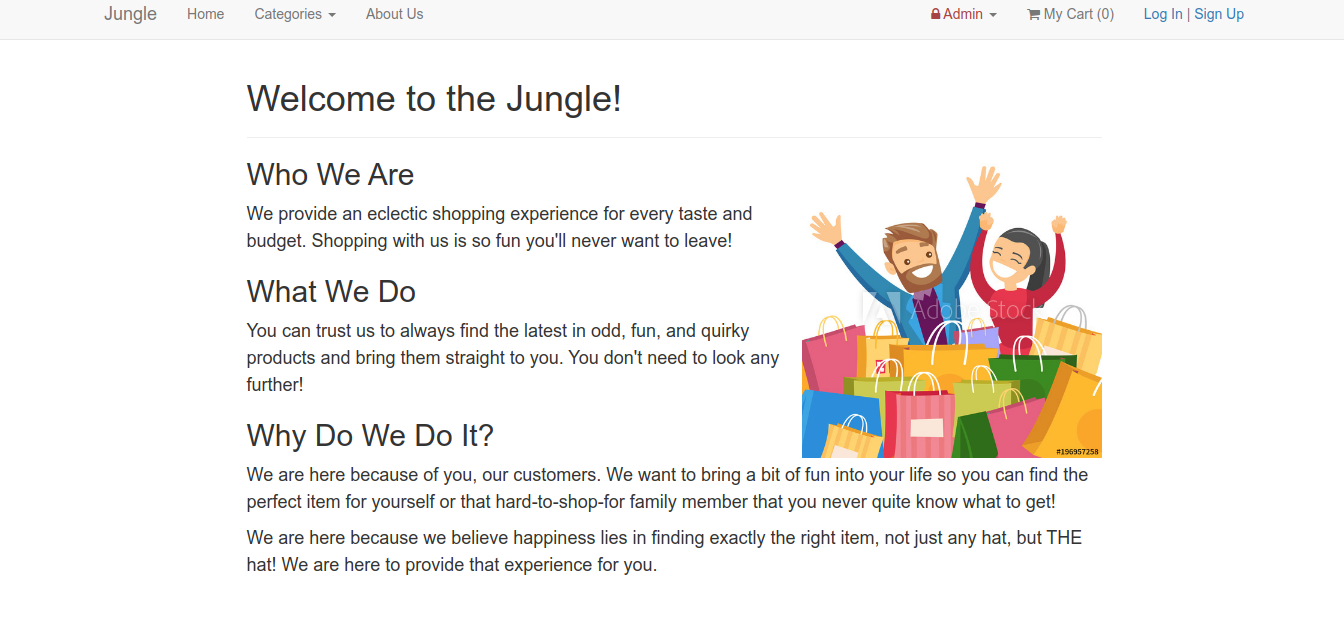 Jungle Home Categories About Us Admin My Cart (0) Log In | Sign Up
Welcome to the Jungle!
Who We Are
We provide an eclectic shopping experience for every taste and
budget. Shopping with us is so fun you'll never want to leave!
What We Do
You can trust us to always find the latest in odd, fun, and quirky
products and bring them straight to you. You don't need to look any
further!
Adobe Stock
#196957258
Why Do We Do It?
We are here because of you, our customers. We want to bring a bit of fun into your life so you can find the
perfect item for yourself or that hard-to-shop-for family member that you never quite know what to get!
We are here because we believe happiness lies in finding exactly the right item, not just any hat, but THE
hat! We are here to provide that experience for you.